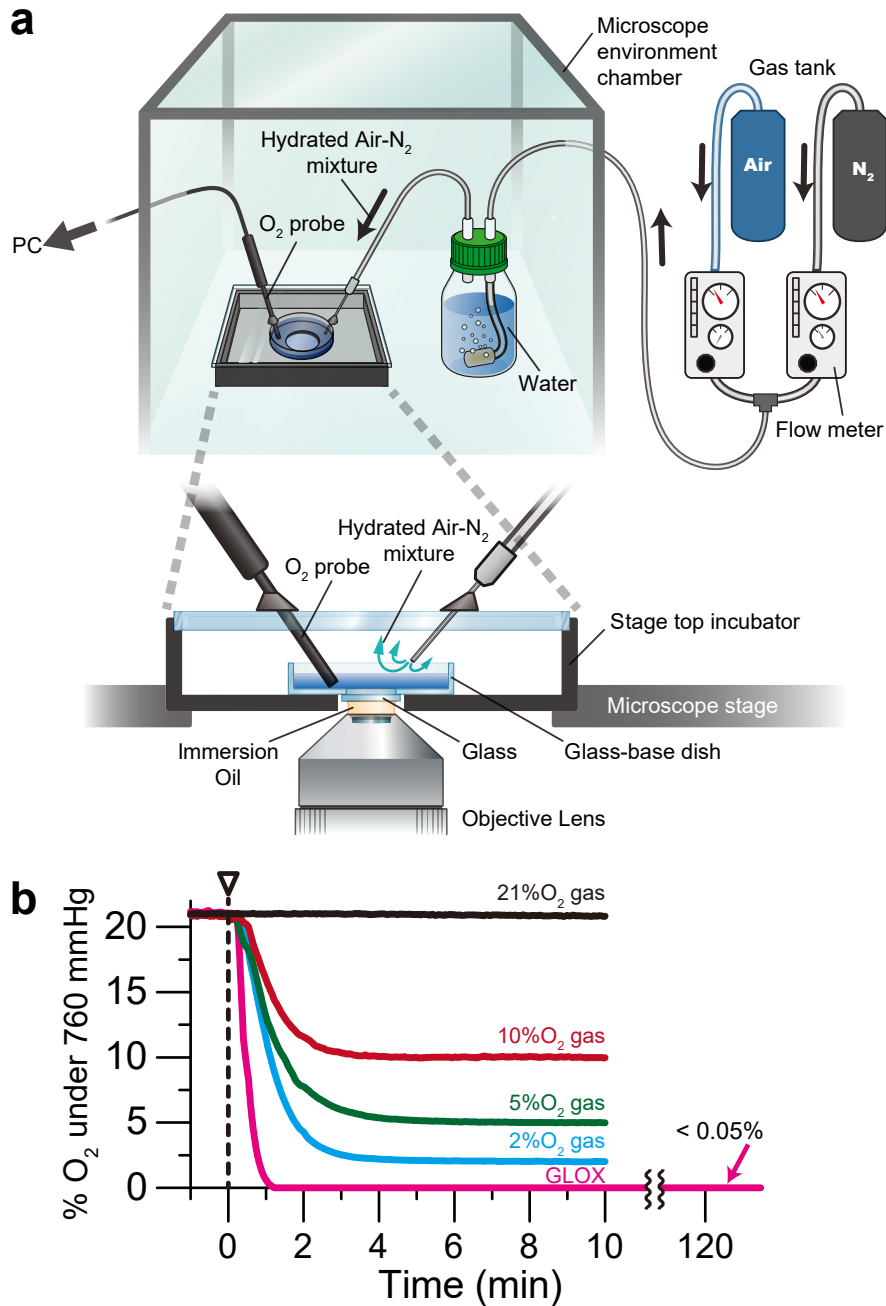 a
Microscope
environment
chamber
Gas tank
Hydrated Air-N₂
mixture
Air
N₂
O₂ probe
PC
Water
Flow meter
Hydrated Air-N₂
mixture
O₂ probe
Stage top incubator
Microscope stage
Immersion
Oil
Glass
Glass-base dish
Objective Lens
b
% O₂ under 760 mmHg
20
15
10
5
0
21%O₂ gas
10%O₂ gas
5%O₂ gas
2%O₂ gas
GLOX
< 0.05%
0
2
4
6
8
10
120
Time (min)